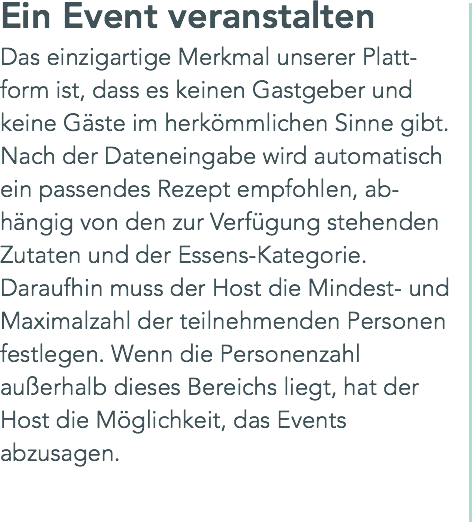 Ein Event veranstalten
Das einzigartige Merkmal unserer Platt-
form ist, dass es keinen Gastgeber und
keine Gäste im herkömmlichen Sinne gibt.
Nach der Dateneingabe wird automatisch
ein passendes Rezept empfohlen, ab-
hängig von den zur Verfügung stehenden
Zutaten und der Essens-Kategorie.
Daraufhin muss der Host die Mindest- und
Maximalzahl der teilnehmenden Personen
festlegen. Wenn die Personenzahl
außerhalb dieses Bereichs liegt, hat der
Host die Möglichkeit, das Events
abzusagen.